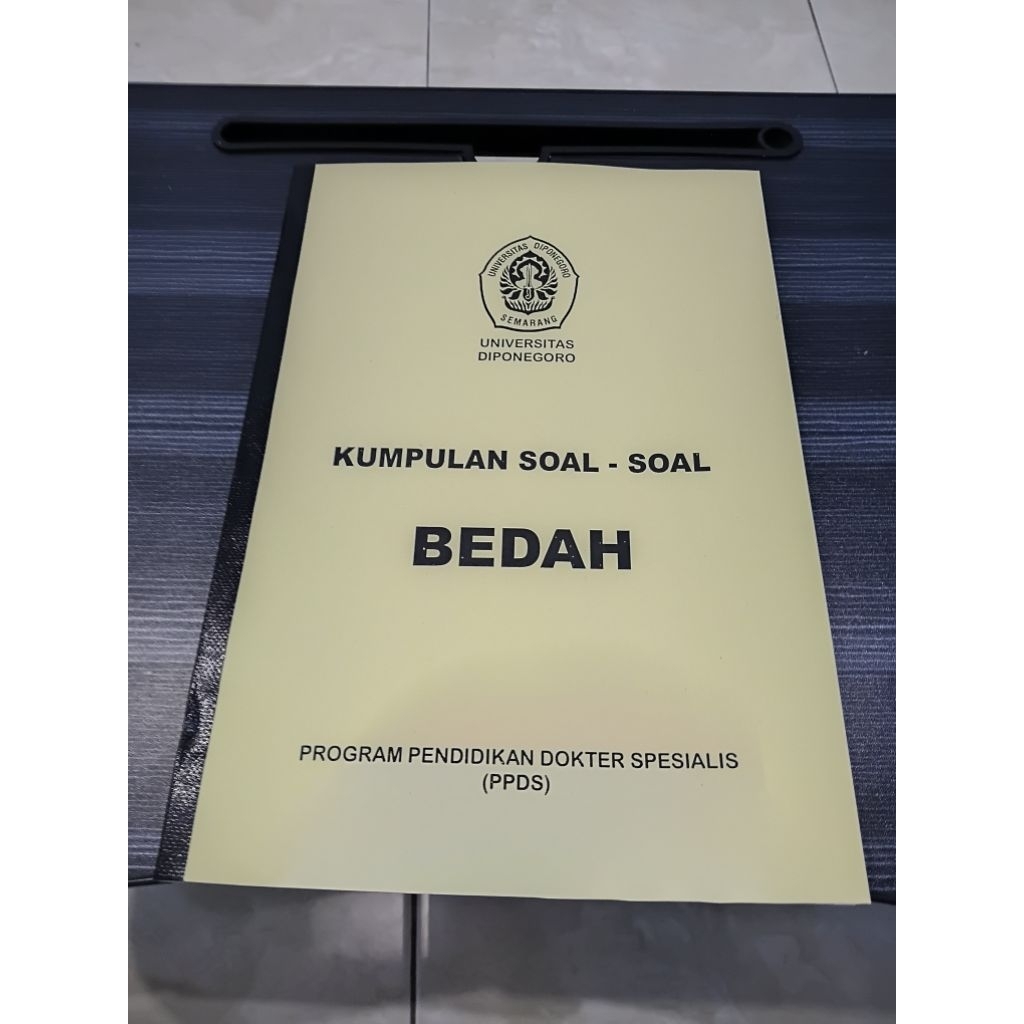 UNIVERSITAS DIPONEGORO
SEMARANG
UNIVERSITAS
DIPONEGORO
KUMPULAN SOAL - SOAL
BEDAH
PROGRAM PENDIDIKAN DOKTER SPESIALIS
(PPDS)